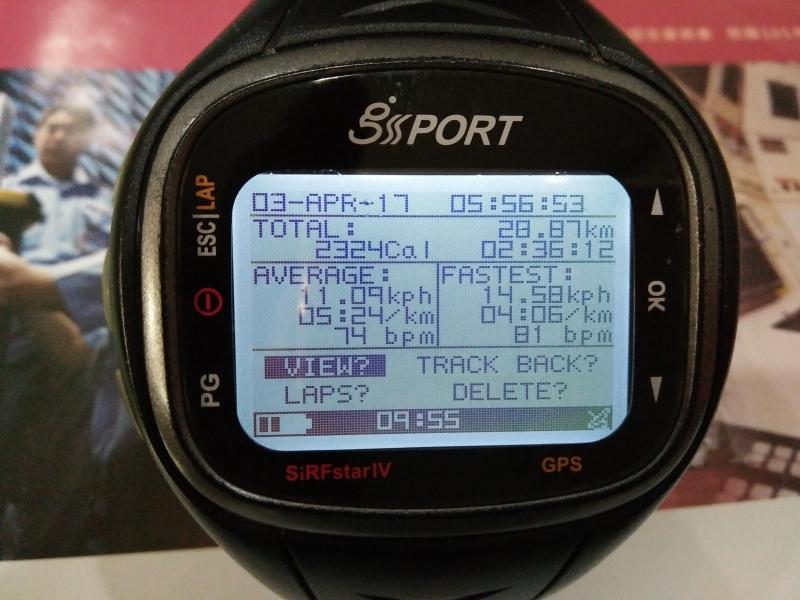 GSPORT
03-APR-17 05:56:53
TOTAL: 28.87km
2324Cal 02:36:12
AVERAGE: FASTEST:
11.09kph 14.58kph
05:24/km 04:06/km
74 bpm 81 bpm
VIEW? TRACK BACK?
LAPS? DELETE?
09:55
ESC|LAP
PG
OK
SiRFstarIV GPS